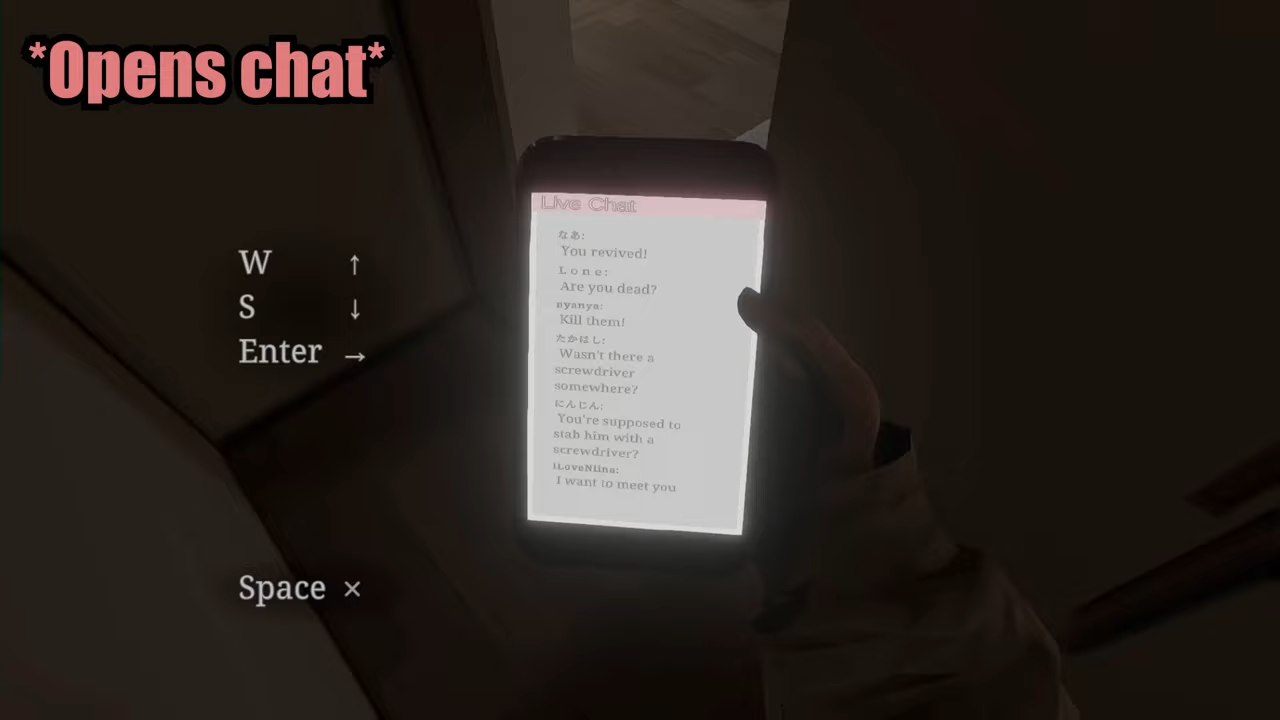 *Opens chat*
Live Chat
なあ:
You revived!
Lone:
Are you dead?
nyanya:
Kill them!
たかはし:
Wasn't there a
screwdriver
somewhere?
にんじん:
You're supposed to
stab him with a
screwdriver?
iLoveNiina:
I want to meet you
W ↑
S ↓
Enter →
Space ×